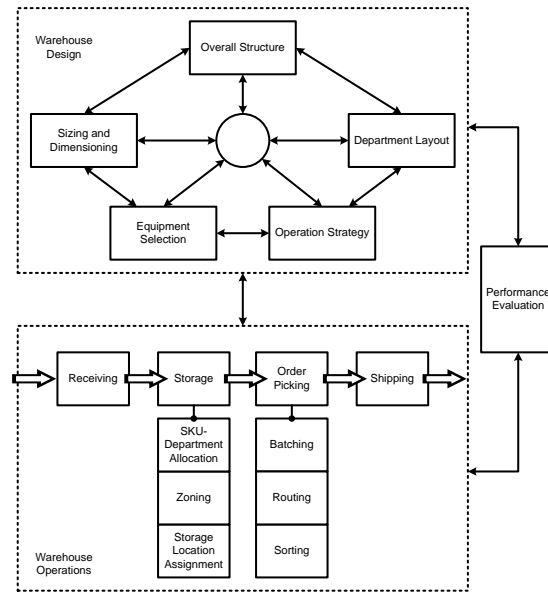 Warehouse
Design
Overall Structure
Sizing and
Dimensioning
Department Layout
Equipment
Selection
Operation Strategy
Performance
Evaluation
Receiving
Storage
Order
Picking
Shipping
SKU-
Department
Allocation
Batching
Zoning
Routing
Storage
Location
Assignment
Sorting
Warehouse
Operations